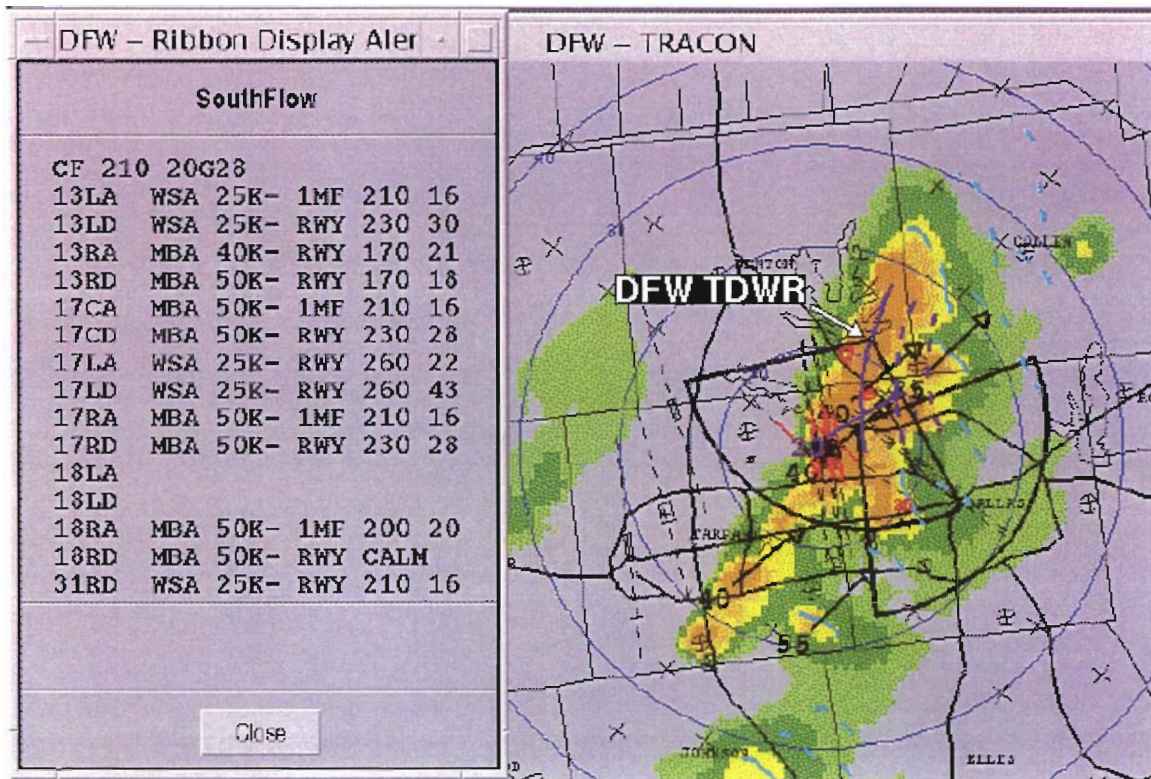 DFW – Ribbon Display Aler
SouthFlow
CF 210 20G28
13LA WSA 25K- 1MF 210 16
13LD WSA 25K- RWY 230 30
13RA MBA 40K- RWY 170 21
13RD MBA 50K- RWY 170 18
17CA MBA 50K- 1MF 210 16
17CD MBA 50K- RWY 230 28
17LA WSA 25K- RWY 260 22
17LD WSA 25K- RWY 260 43
17RA MBA 50K- 1MF 210 16
17RD MBA 50K- RWY 230 28
18LA
18LD
18RA MBA 50K- 1MF 200 20
18RD MBA 50K- RWY CALM
31RD WSA 25K- RWY 210 16
Close
DFW – TRACON
40
30
COLLIN
DENTON
DFW TDWR
40
TARRA
40
55
JOHNSON
ELLIS